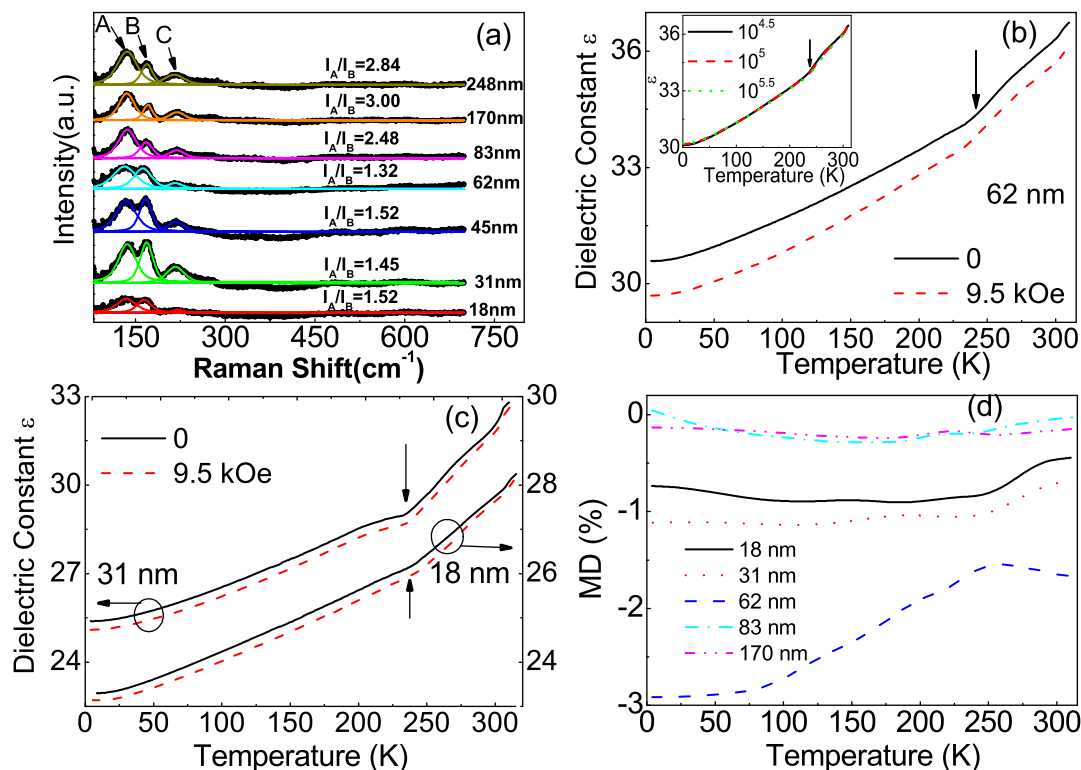 (a)
A
B
C
I_A/I_B=2.84
248nm
I_A/I_B=3.00
170nm
I_A/I_B=2.48
83nm
I_A/I_B=1.32
62nm
I_A/I_B=1.52
45nm
I_A/I_B=1.45
31nm
I_A/I_B=1.52
18nm
Intensity(a.u.)
150 300 450 600 750
Raman Shift(cm⁻¹)
(b)
36
33
30
Dielectric Constant ε
36
ε
30
10^4.5
10^5
10^5.5
0 100 200 300
Temperature (K)
62 nm
0
9.5 kOe
0 50 100 150 200 250 300
Temperature (K)
(c)
33
30
27
24
Dielectric Constant ε
30
28
26
24
0
9.5 kOe
31 nm
18 nm
0 50 100 150 200 250 300
Temperature (K)
(d)
0
-1
-2
-3
MD (%)
18 nm
31 nm
62 nm
83 nm
170 nm
0 50 100 150 200 250 300
Temperature (K)